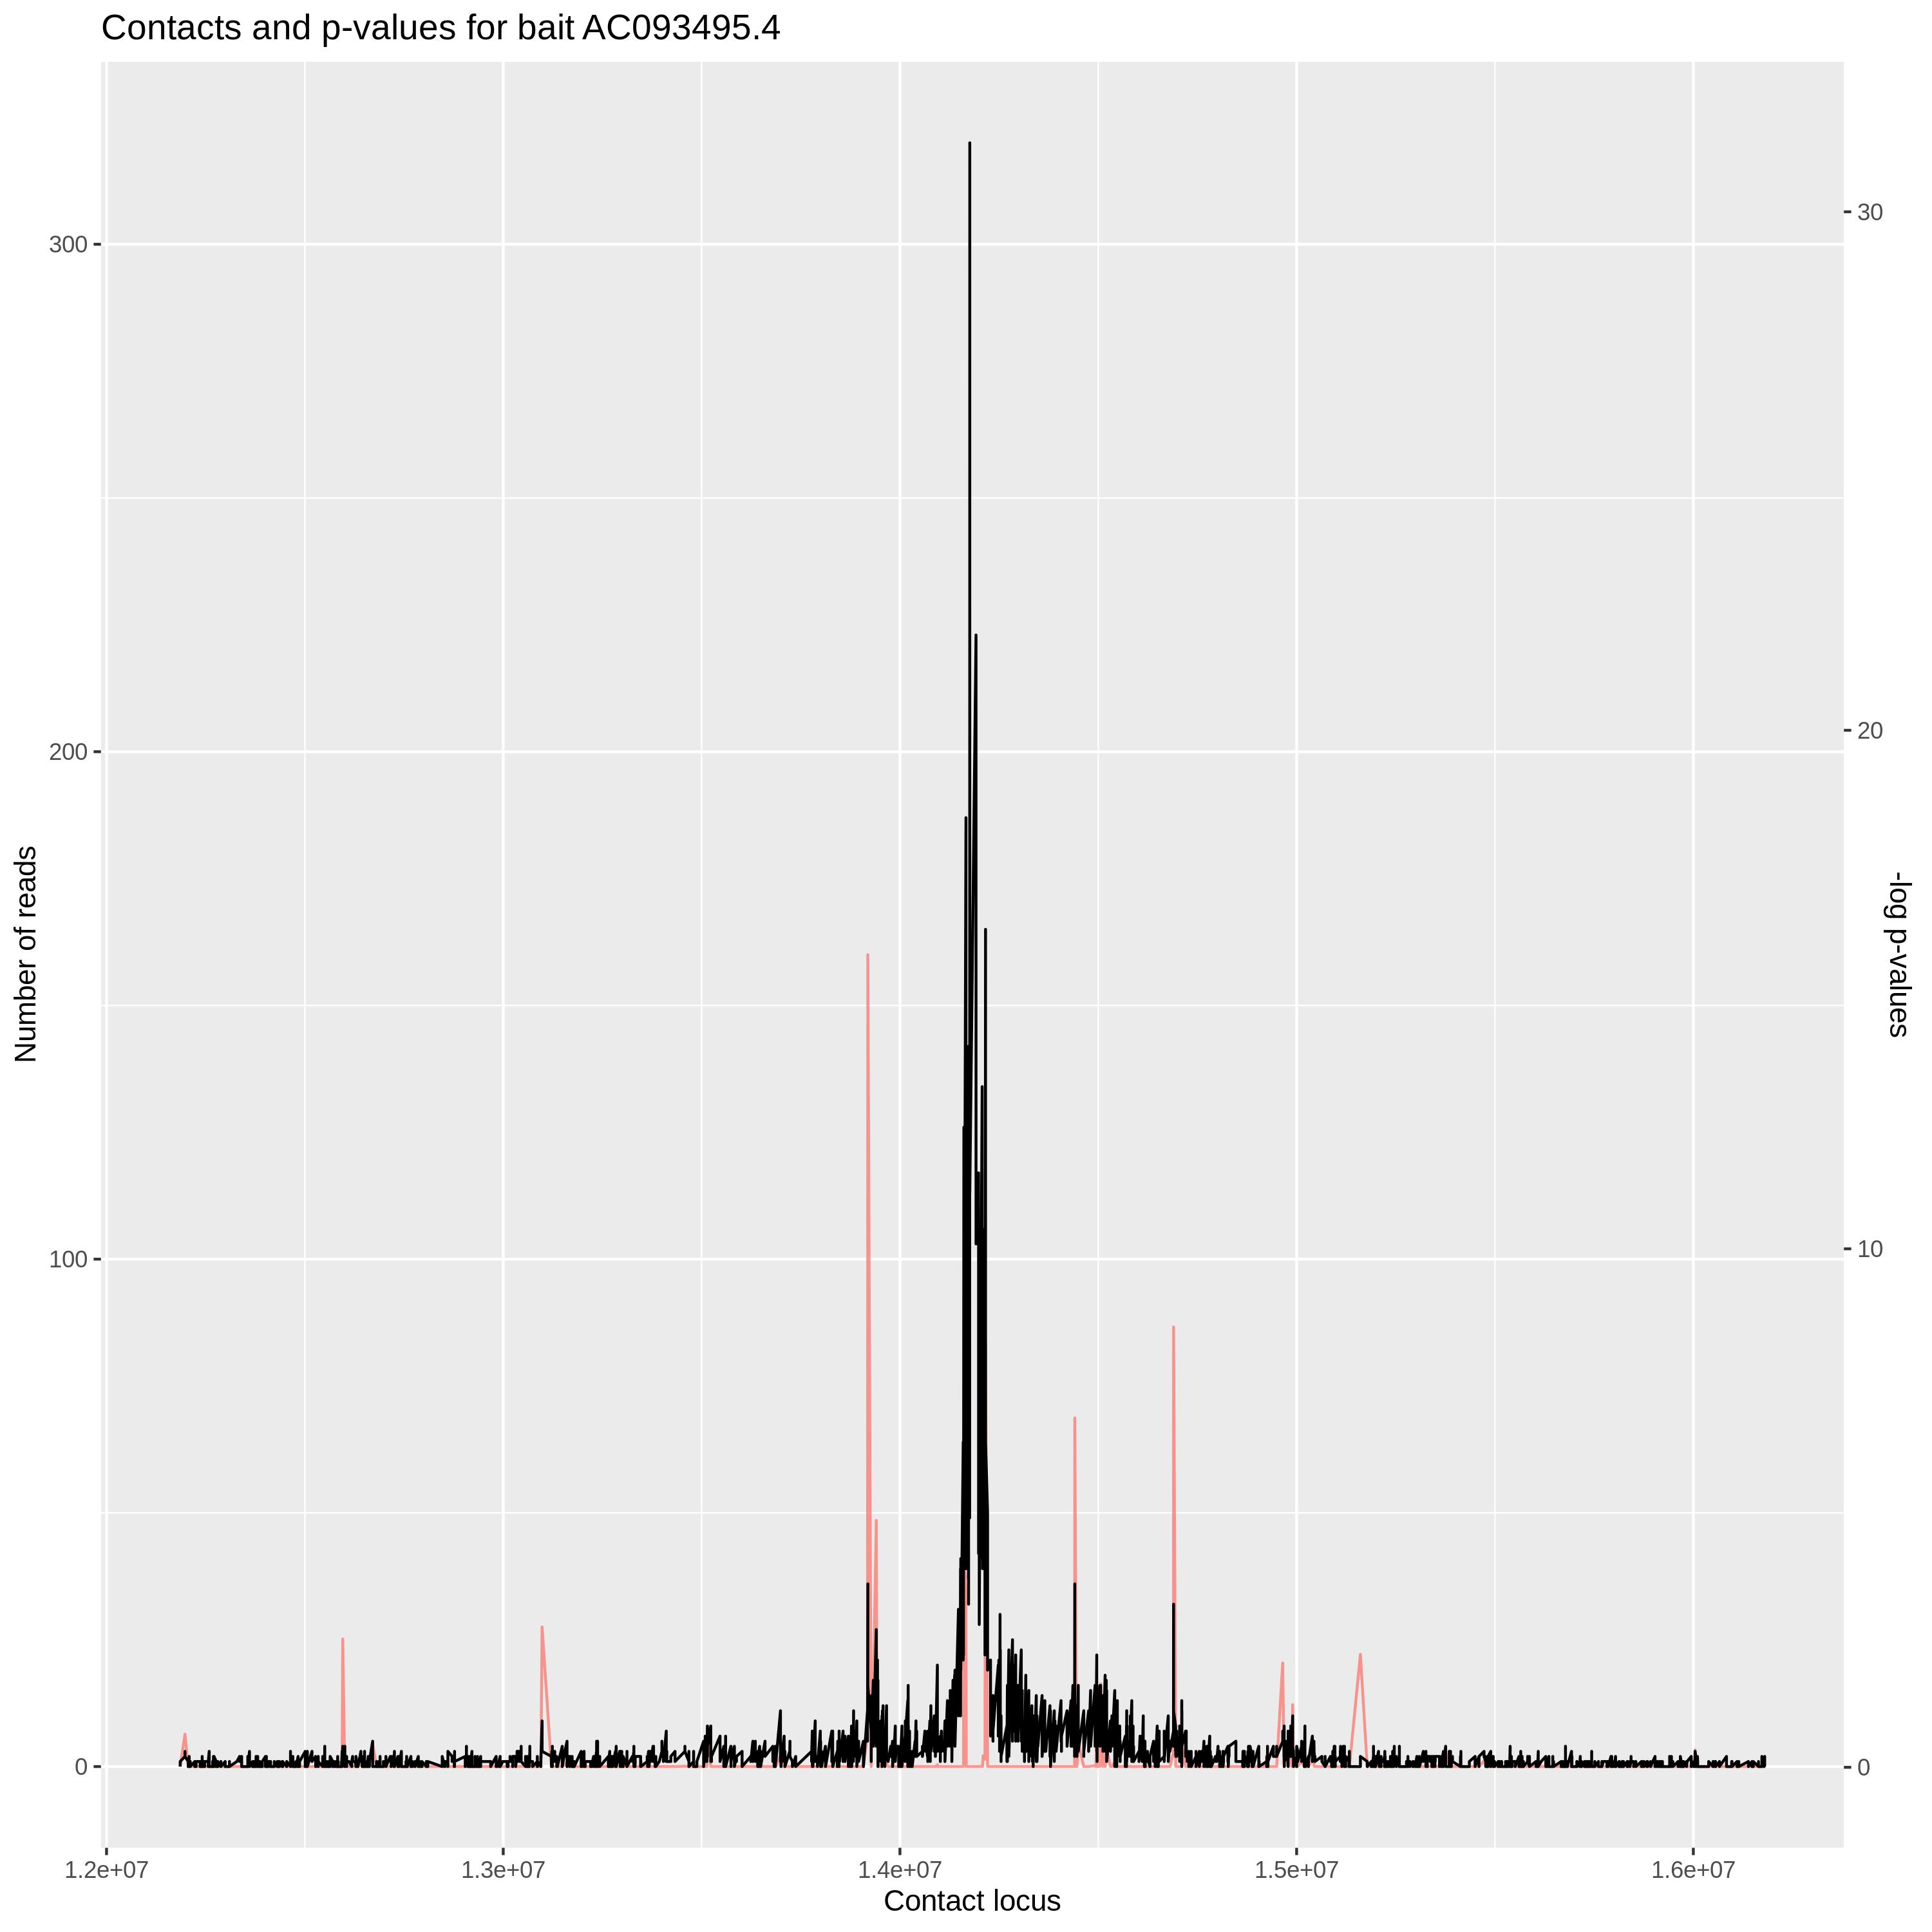 Contacts and p-values for bait AC093495.4
300
200
100
0
Number of reads
30
20
10
0
-log p-values
1.2e+07 1.3e+07 1.4e+07 1.5e+07 1.6e+07
Contact locus